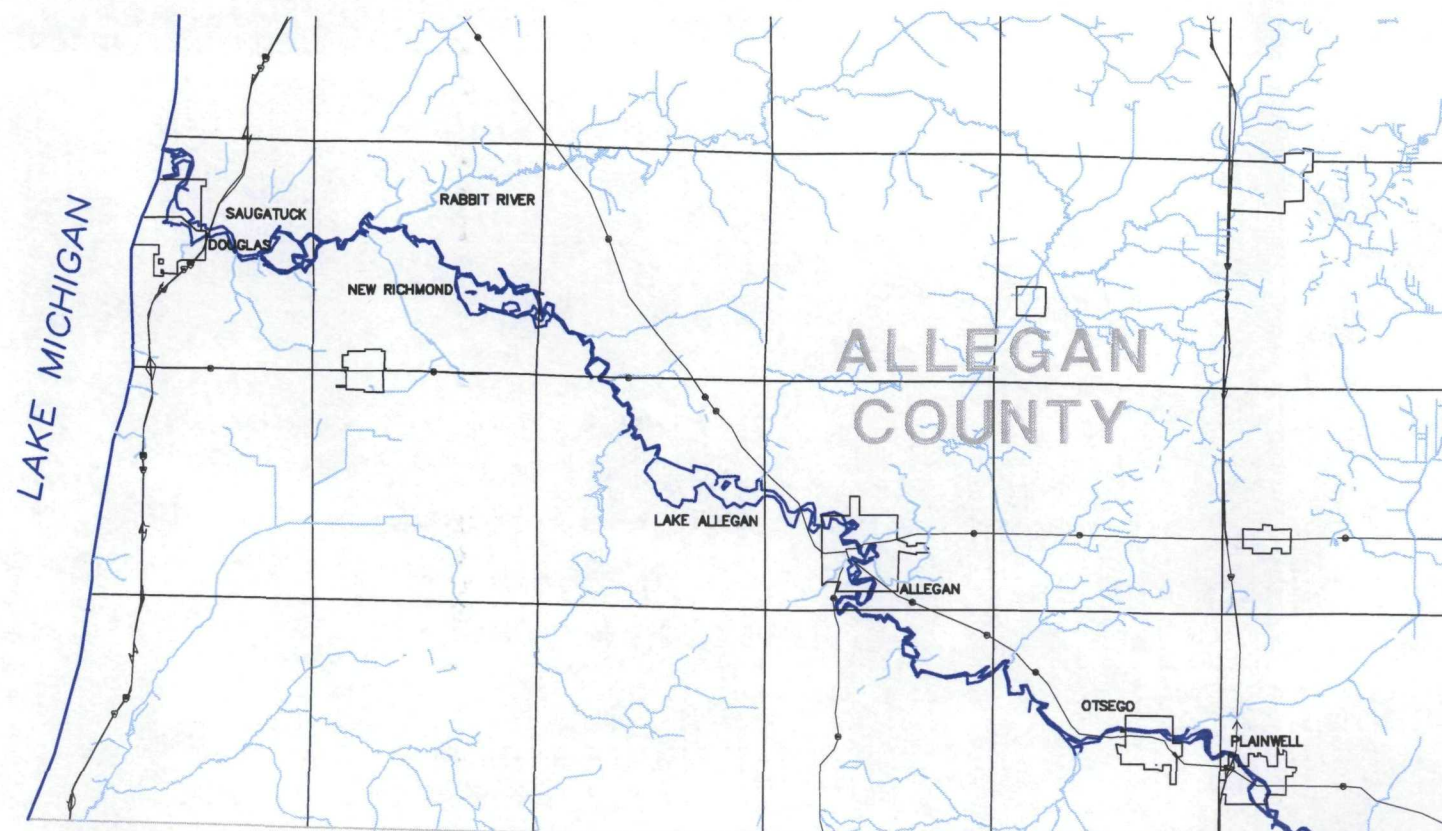 RABBIT RIVER
SAUGATUCK
DOUGLAS
LAKE MICHIGAN
NEW RICHMOND
ALLEGAN
COUNTY
LAKE ALLEGAN
ALLEGAN
OTSEGO
PLAINWELL